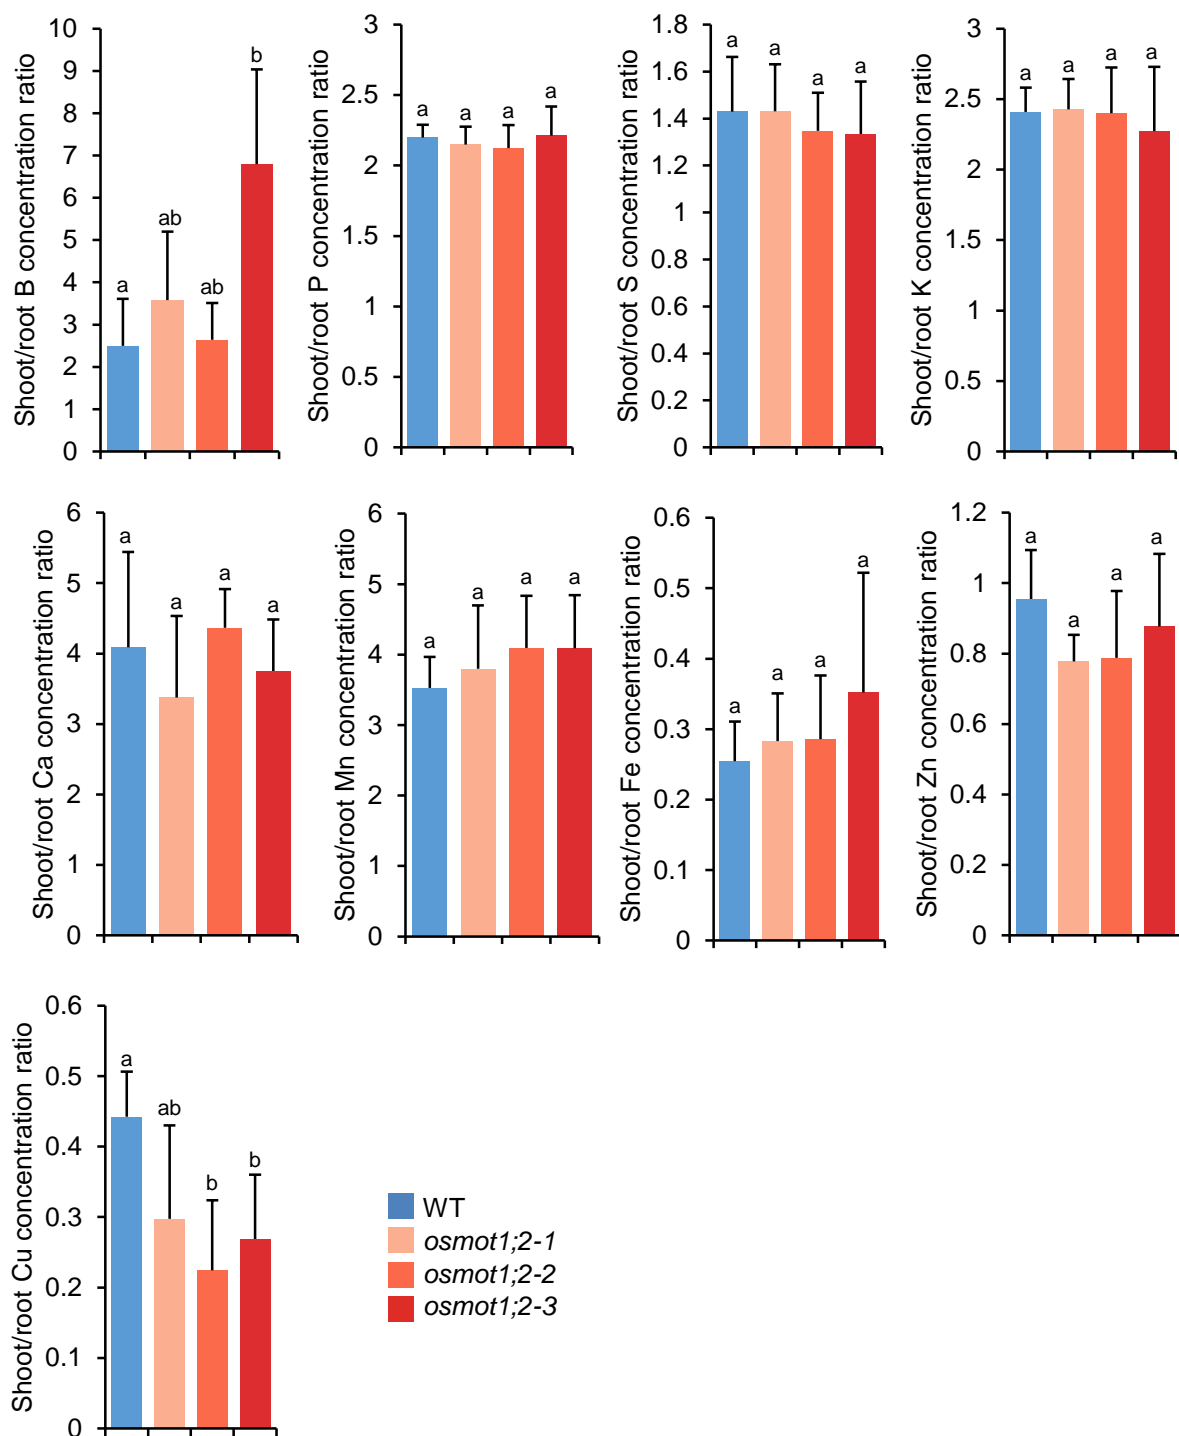 Shoot/root B concentration ratio
10
9
8
7
6
5
4
3
2
1
0
a
ab
ab
b
Shoot/root P concentration ratio
3
2.5
2
1.5
1
0.5
0
a
a
a
a
Shoot/root S concentration ratio
1.8
1.6
1.4
1.2
1
0.8
0.6
0.4
0.2
0
a
a
a
a
Shoot/root K concentration ratio
3
2.5
2
1.5
1
0.5
0
a
a
a
a
Shoot/root Ca concentration ratio
6
5
4
3
2
1
0
a
a
a
a
Shoot/root Mn concentration ratio
6
5
4
3
2
1
0
a
a
a
a
Shoot/root Fe concentration ratio
0.6
0.5
0.4
0.3
0.2
0.1
0
a
a
a
a
Shoot/root Zn concentration ratio
1.2
1
0.8
0.6
0.4
0.2
0
a
a
a
a
Shoot/root Cu concentration ratio
0.6
0.5
0.4
0.3
0.2
0.1
0
a
ab
b
b
WT
osmot1;2-1
osmot1;2-2
osmot1;2-3